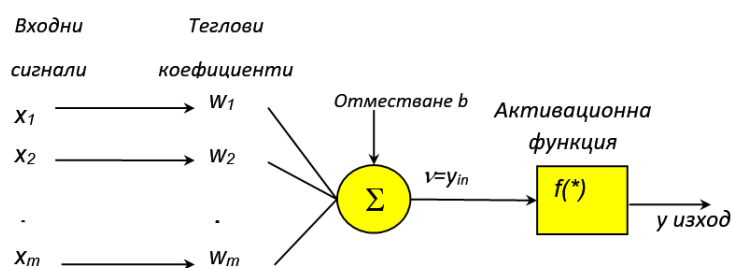 Входни
сигнали
Теглови
коефициенти
x1
w1
Отместване b
Активационна
функция
x2
w2
Σ
ν=yin
f(*)
y изход
.
.
xm
wm